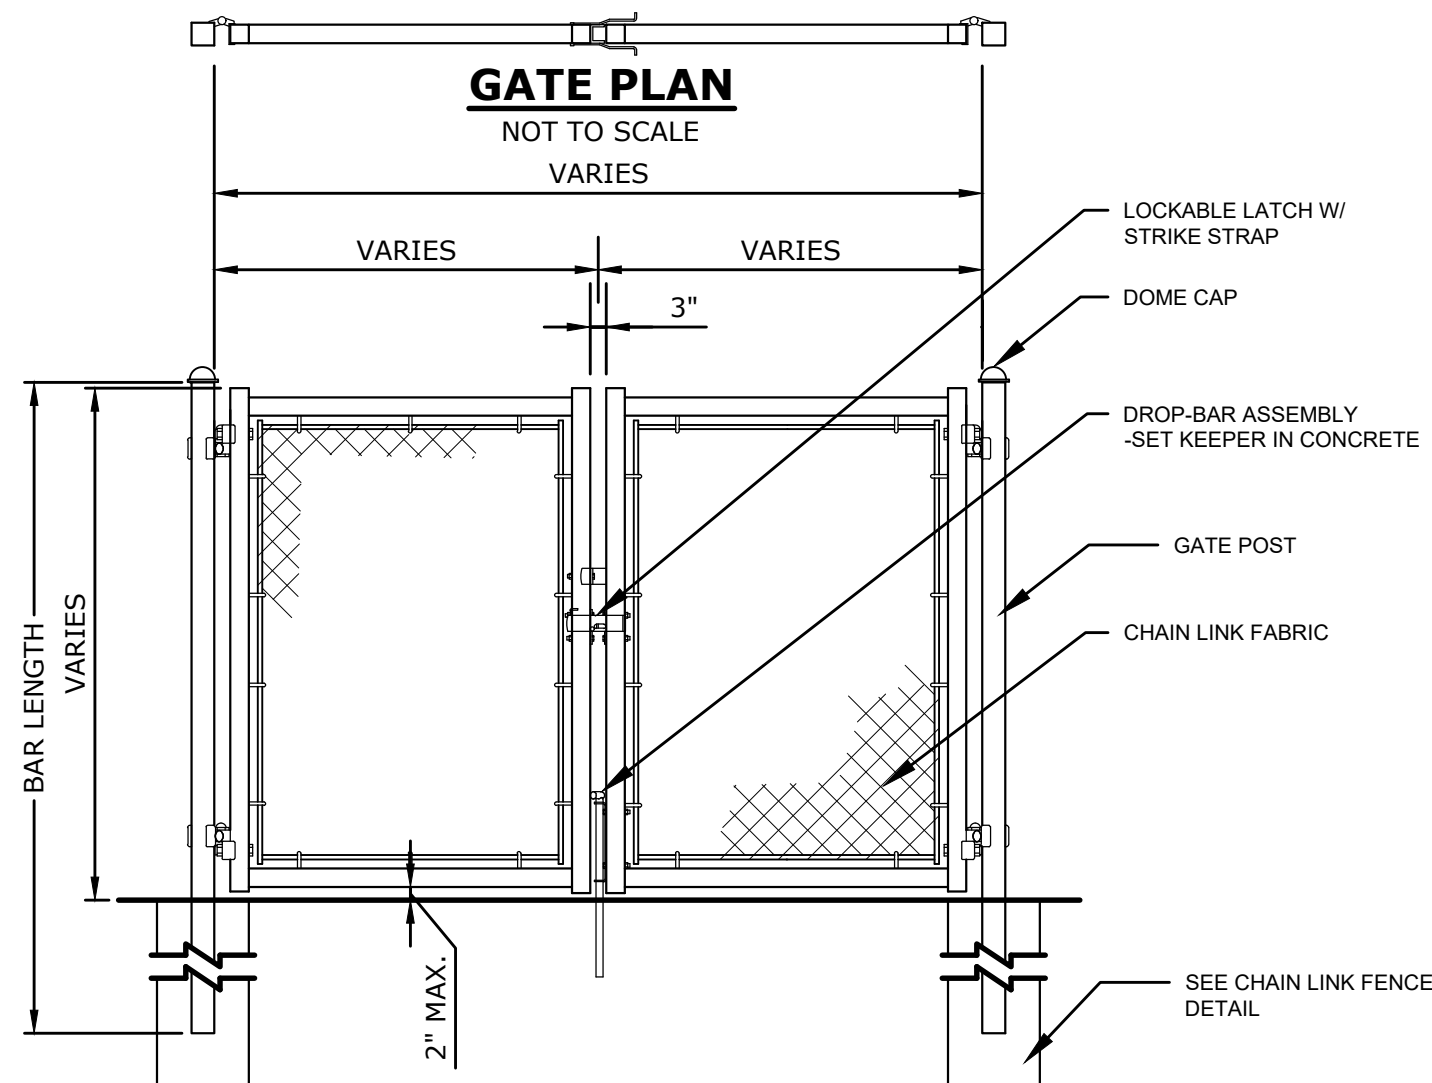 GATE PLAN
NOT TO SCALE
VARIES
VARIES
VARIES
3"
LOCKABLE LATCH W/
STRIKE STRAP
DOME CAP
DROP-BAR ASSEMBLY
-SET KEEPER IN CONCRETE
GATE POST
CHAIN LINK FABRIC
BAR LENGTH
VARIES
2" MAX.
SEE CHAIN LINK FENCE
DETAIL